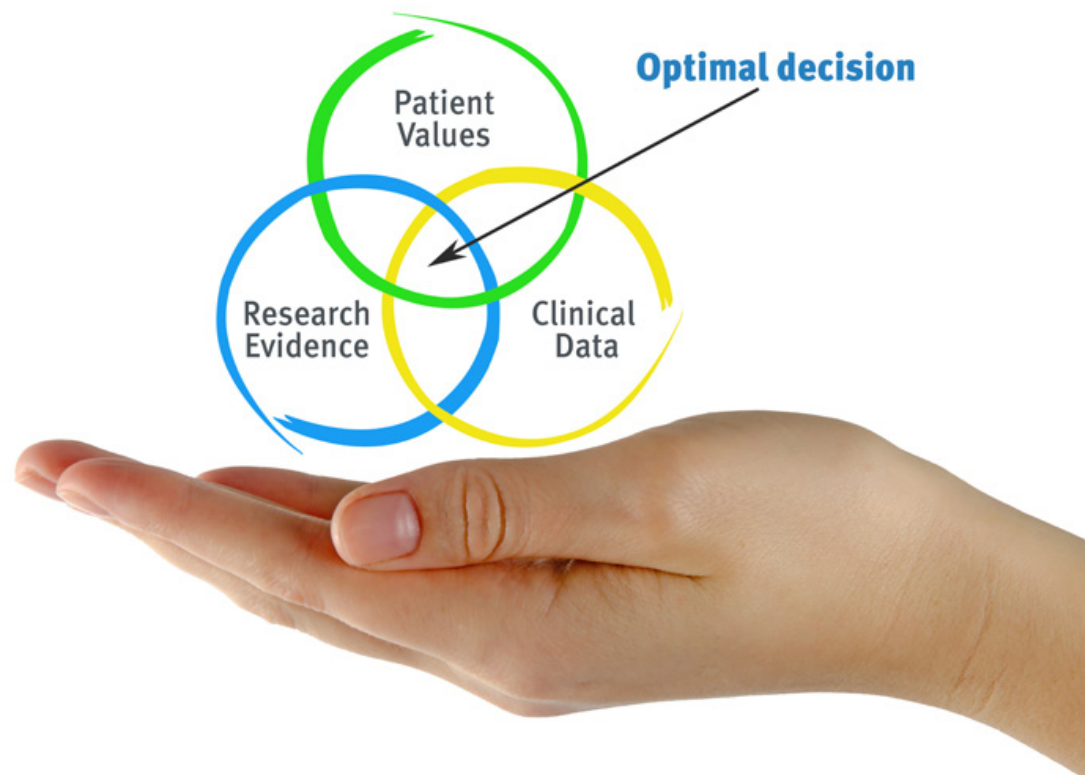 Optimal decision
Patient
Values
Research
Evidence
Clinical
Data